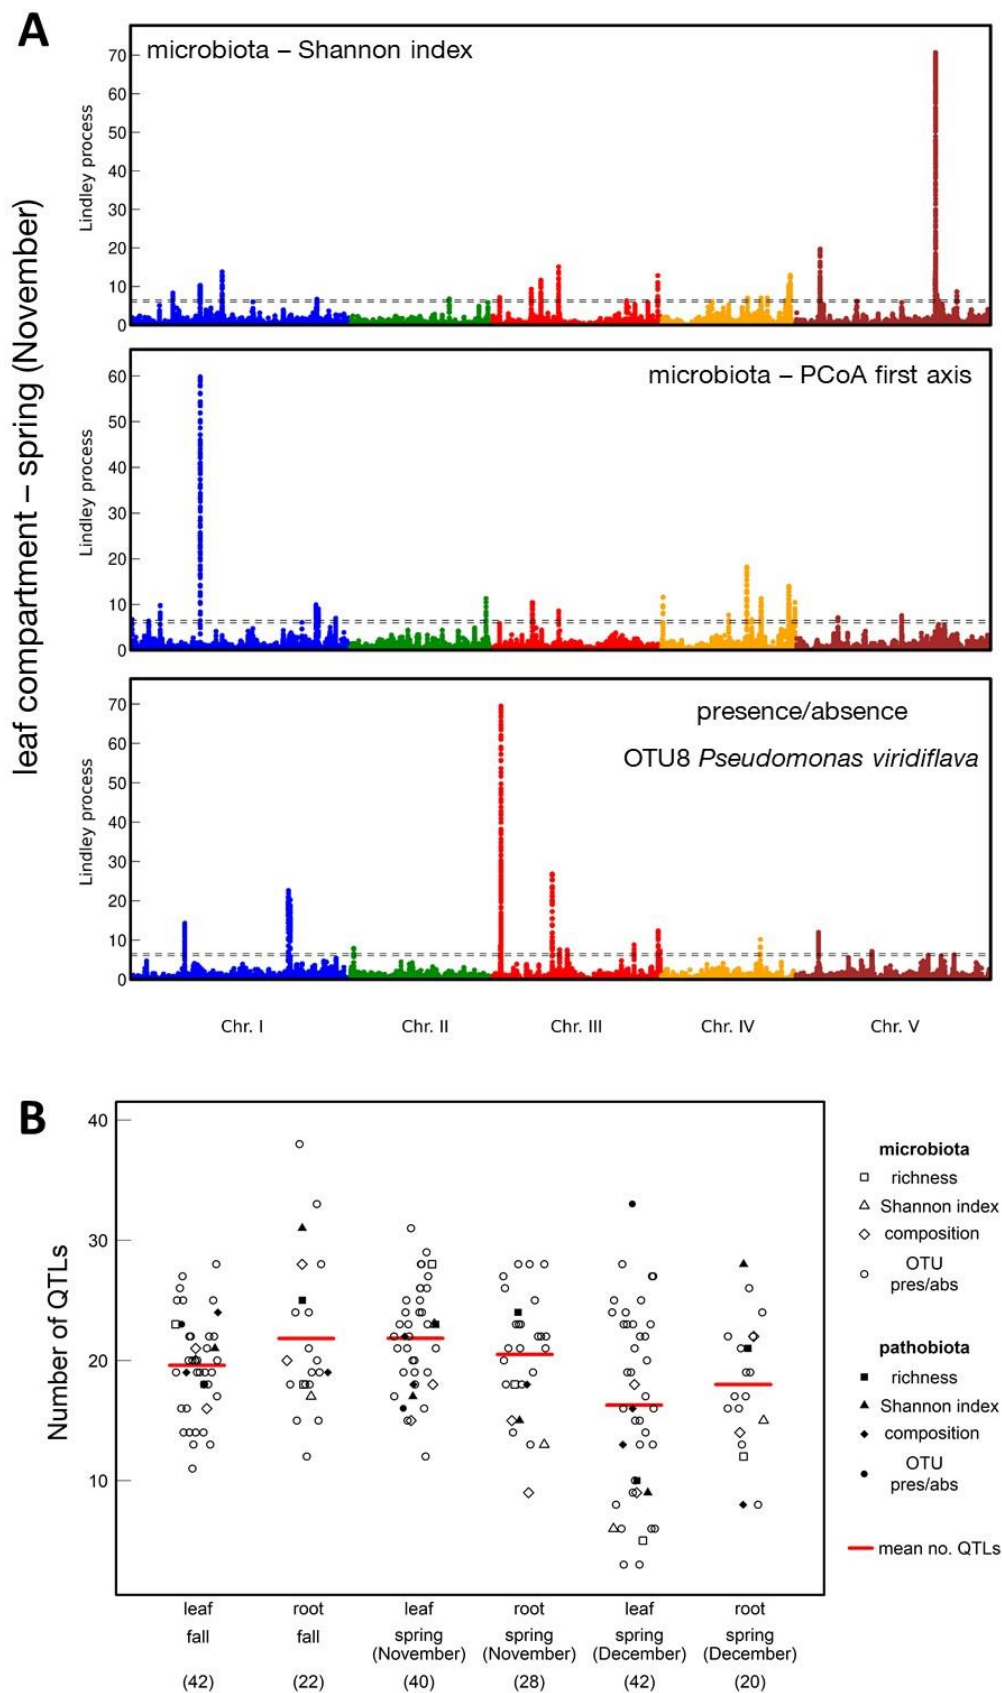 A
leaf compartment – spring (November)
microbiota – Shannon index
Lindley process
70
60
50
40
30
20
10
0
microbiota – PCoA first axis
Lindley process
60
50
40
30
20
10
0
presence/absence
OTU8 Pseudomonas viridiflava
Lindley process
70
60
50
40
30
20
10
0
Chr. I Chr. II Chr. III Chr. IV Chr. V
B
Number of QTLs
40
30
20
10
microbiota
richness
Shannon index
composition
OTU
pres/abs
pathobiota
richness
Shannon index
composition
OTU
pres/abs
mean no. QTLs
leaf root leaf root leaf root
fall fall spring spring spring spring
(November) (November) (December) (December)
(42) (22) (40) (28) (42) (20)